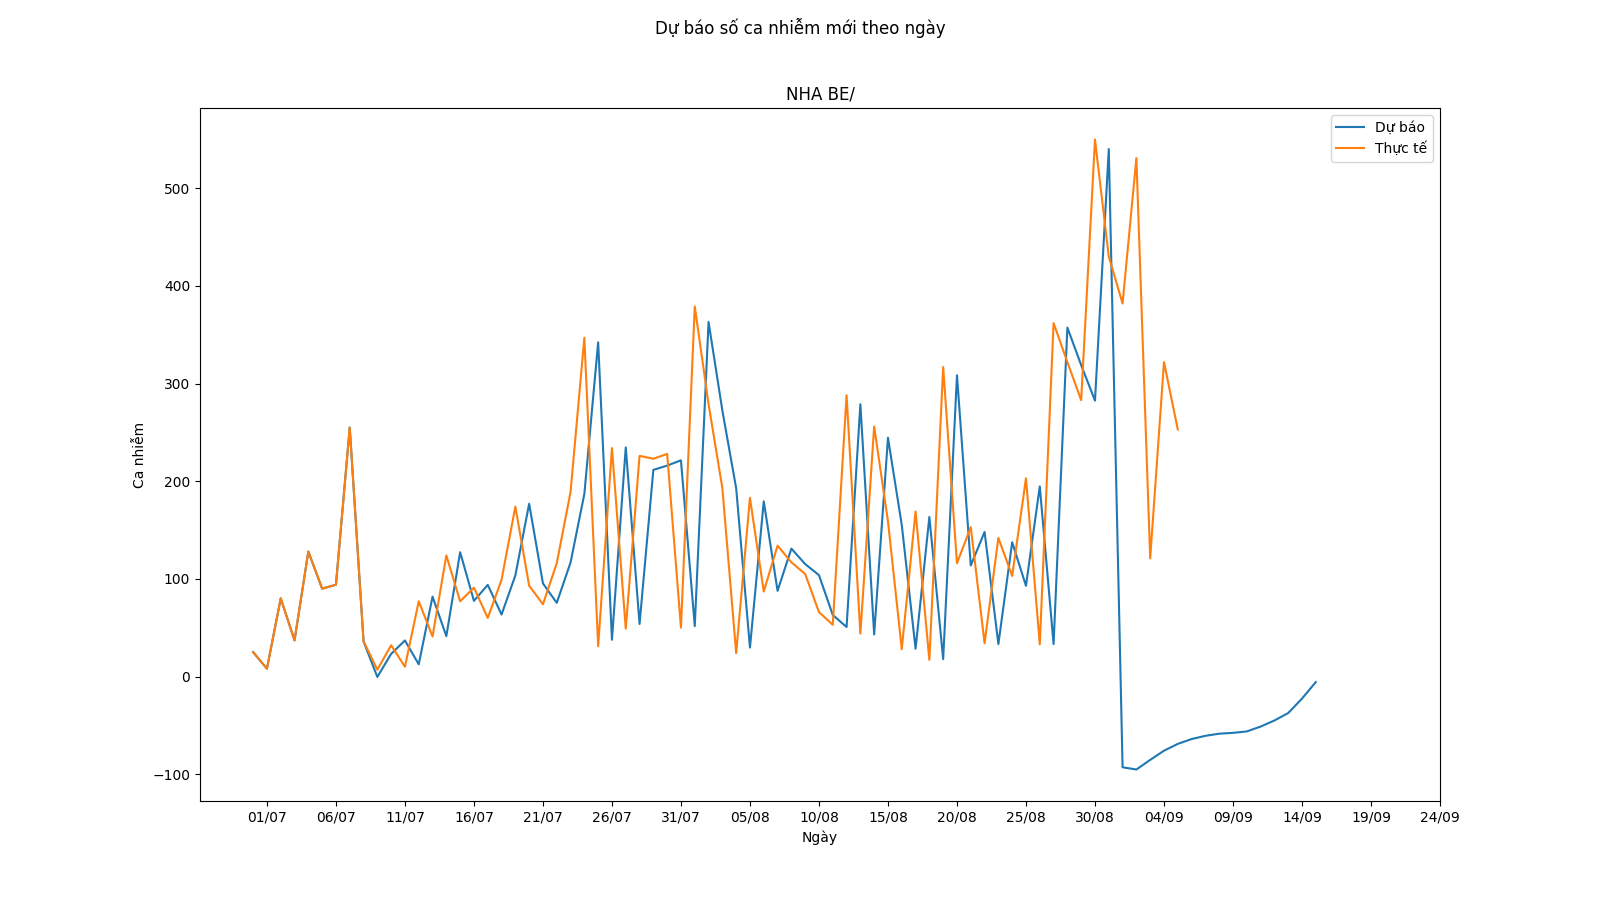 Dự báo số ca nhiễm mới theo ngày
NHA BE/
Dự báo
Thực tế
Ca nhiễm
500
400
300
200
100
0
−100
01/07 06/07 11/07 16/07 21/07 26/07 31/07 05/08 10/08 15/08 20/08 25/08 30/08 04/09 09/09 14/09 19/09 24/09
Ngày